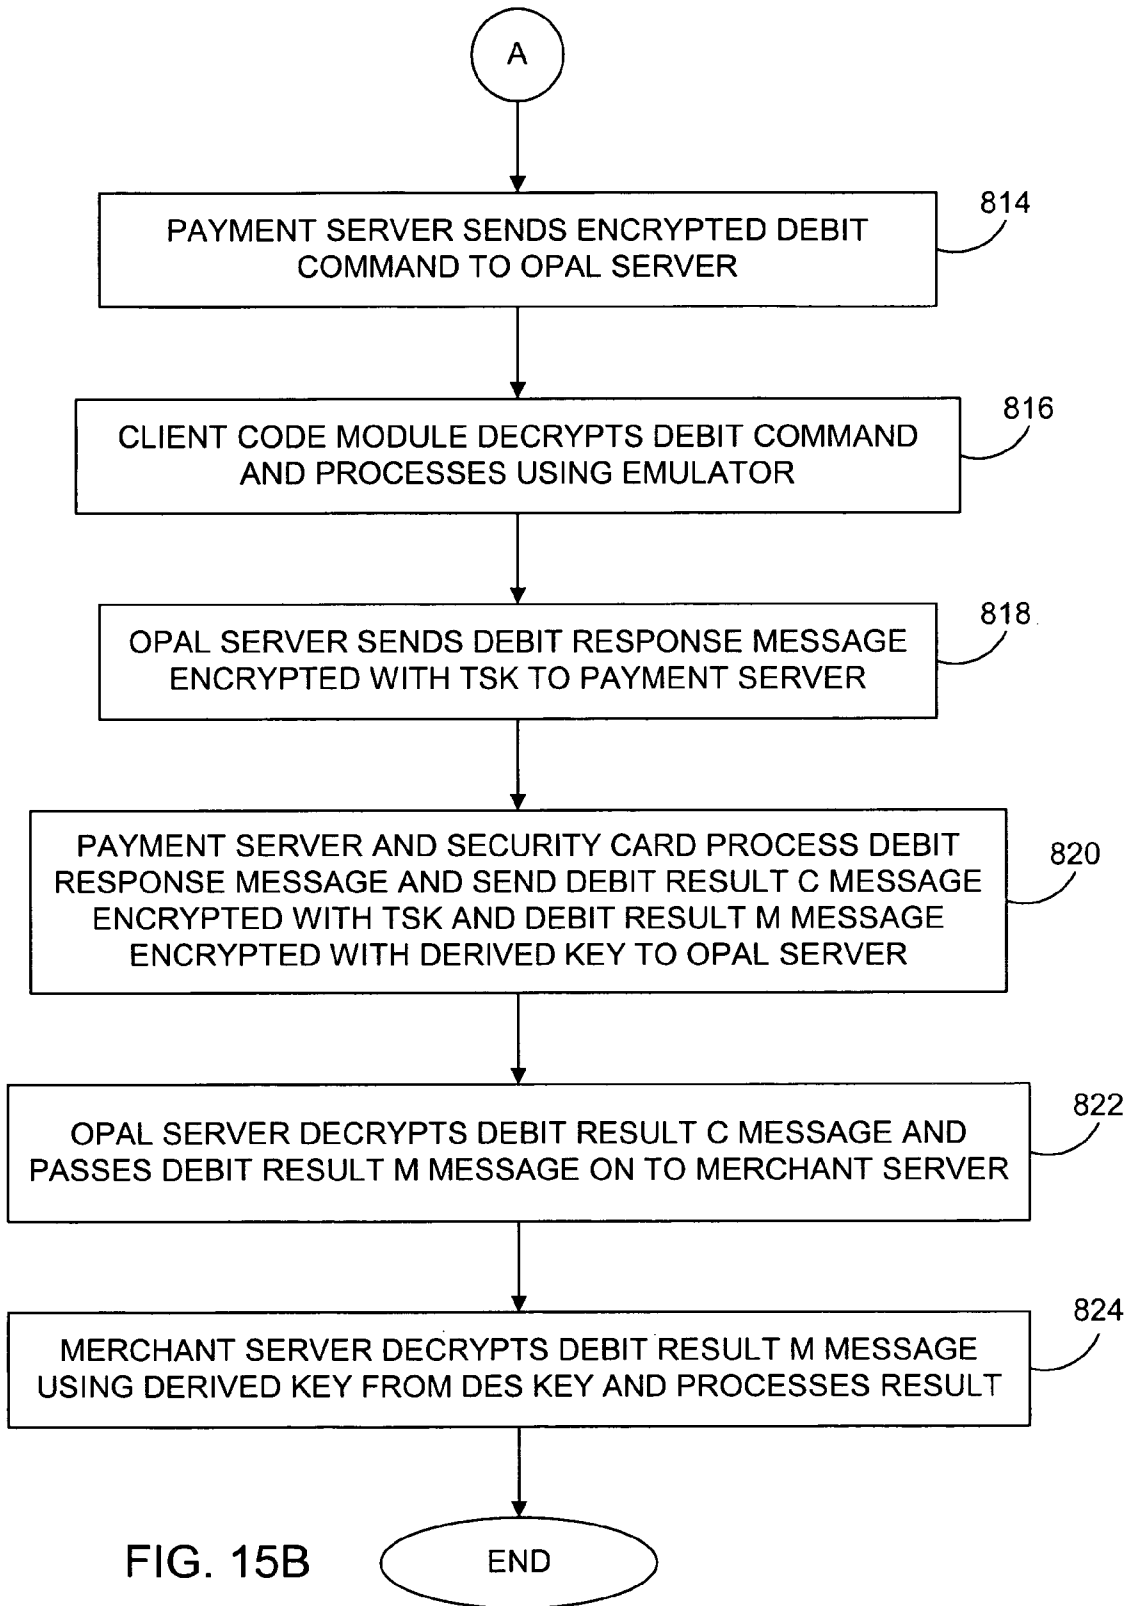 A
PAYMENT SERVER SENDS ENCRYPTED DEBIT
COMMAND TO OPAL SERVER
814
CLIENT CODE MODULE DECRYPTS DEBIT COMMAND
AND PROCESSES USING EMULATOR
816
OPAL SERVER SENDS DEBIT RESPONSE MESSAGE
ENCRYPTED WITH TSK TO PAYMENT SERVER
818
PAYMENT SERVER AND SECURITY CARD PROCESS DEBIT
RESPONSE MESSAGE AND SEND DEBIT RESULT C MESSAGE
ENCRYPTED WITH TSK AND DEBIT RESULT M MESSAGE
ENCRYPTED WITH DERIVED KEY TO OPAL SERVER
820
OPAL SERVER DECRYPTS DEBIT RESULT C MESSAGE AND
PASSES DEBIT RESULT M MESSAGE ON TO MERCHANT SERVER
822
MERCHANT SERVER DECRYPTS DEBIT RESULT M MESSAGE
USING DERIVED KEY FROM DES KEY AND PROCESSES RESULT
824
END
FIG. 15B